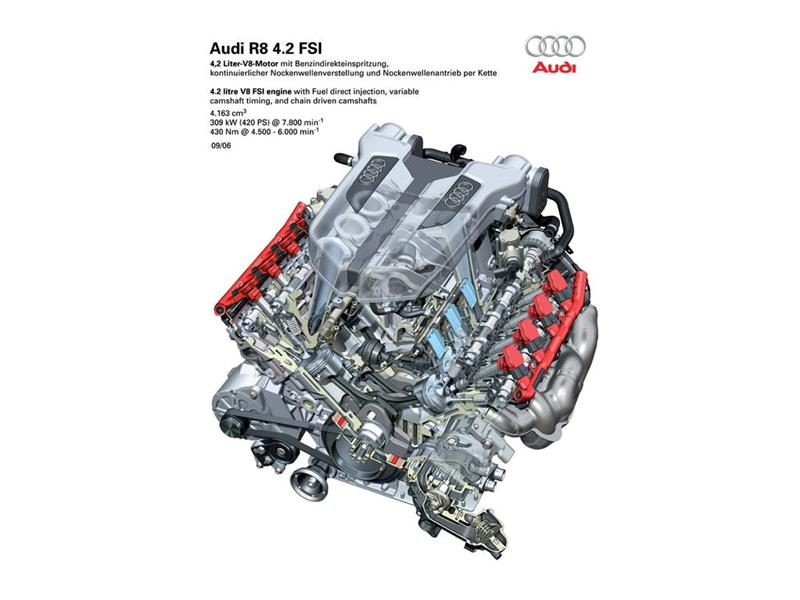 Audi R8 4.2 FSI
4,2 Liter-V8-Motor mit Benzindirekteinspritzung,
kontinuierlicher Nockenwellenverstellung und Nockenwellenantrieb per Kette
4.2 litre V8 FSI engine with Fuel direct injection, variable
camshaft timing, and chain driven camshafts
4.163 cm³
309 kW (420 PS) @ 7.800 min⁻¹
430 Nm @ 4.500 - 6.000 min⁻¹
09/06
Audi